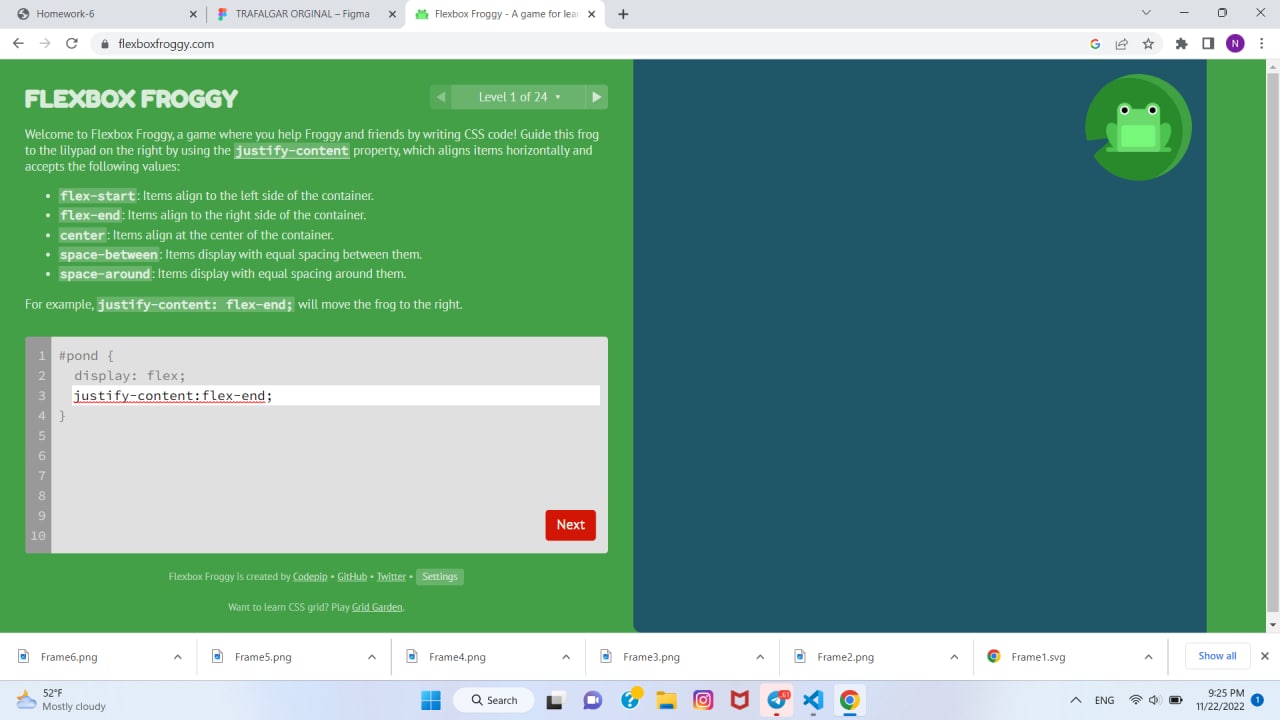 Homework-6
TRAFALGAR ORGINAL – Figma
Flexbox Froggy - A game for lea
flexboxfroggy.com
N
FLEXBOX FROGGY
Level 1 of 24
Welcome to Flexbox Froggy, a game where you help Froggy and friends by writing CSS code! Guide this frog
to the lilypad on the right by using the justify-content property, which aligns items horizontally and
accepts the following values:
flex-start: Items align to the left side of the container.
flex-end: Items align to the right side of the container.
center: Items align at the center of the container.
space-between: Items display with equal spacing between them.
space-around: Items display with equal spacing around them.
For example, justify-content: flex-end; will move the frog to the right.
1 #pond {
2 display: flex;
3 justify-content:flex-end;
4 }
5
6
7
8
9
10
Next
Flexbox Froggy is created by Codepip • GitHub • Twitter • Settings
Want to learn CSS grid? Play Grid Garden.
Frame6.png
Frame5.png
Frame4.png
Frame3.png
Frame2.png
Frame1.svg
Show all
52°F
Mostly cloudy
Search
ENG
9:25 PM
11/22/2022
1